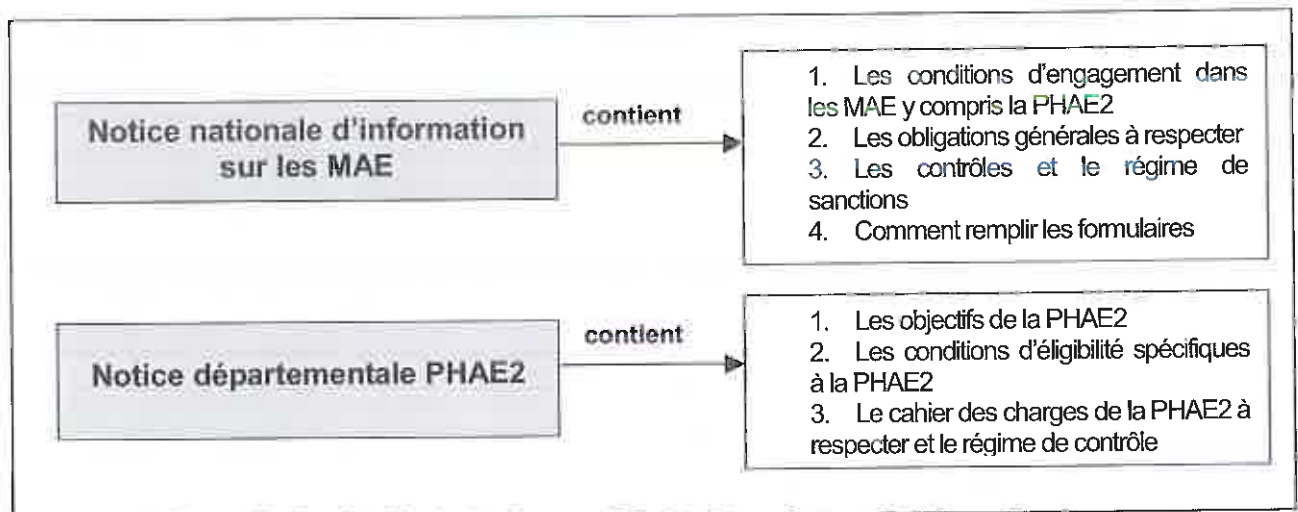 Notice nationale d'information
sur les MAE
contient
1. Les conditions d'engagement dans
les MAE y compris la PHAE2
2. Les obligations générales à respecter
3. Les contrôles et le régime de
sanctions
4. Comment remplir les formulaires
Notice départementale PHAE2
contient
1. Les objectifs de la PHAE2
2. Les conditions d'éligibilité spécifiques
à la PHAE2
3. Le cahier des charges de la PHAE2 à
respecter et le régime de contrôle